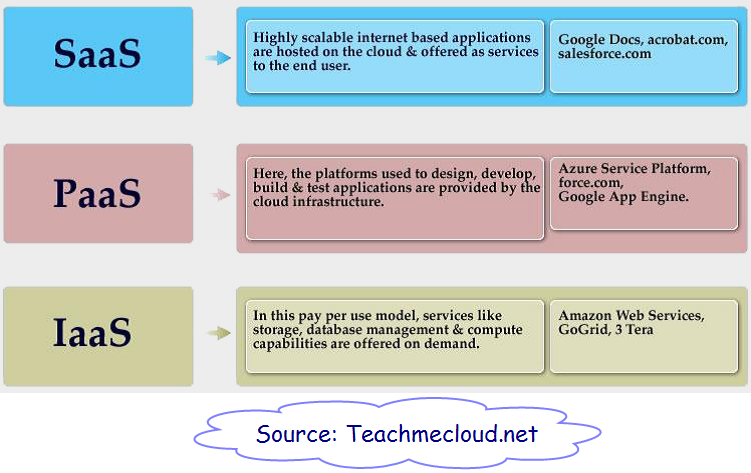 SaaS
Highly scalable internet based applications
are hosted on the cloud & offered as services
to the end user.
Google Docs, acrobat.com,
salesforce.com
PaaS
Here, the platforms used to design, develop,
build & test applications are provided by the
cloud infrastructure.
Azure Service Platform,
force.com,
Google App Engine.
IaaS
In this pay per use model, services like
storage, database management & compute
capabilities are offered on demand.
Amazon Web Services,
GoGrid, 3 Tera
Source: Teachmecloud.net